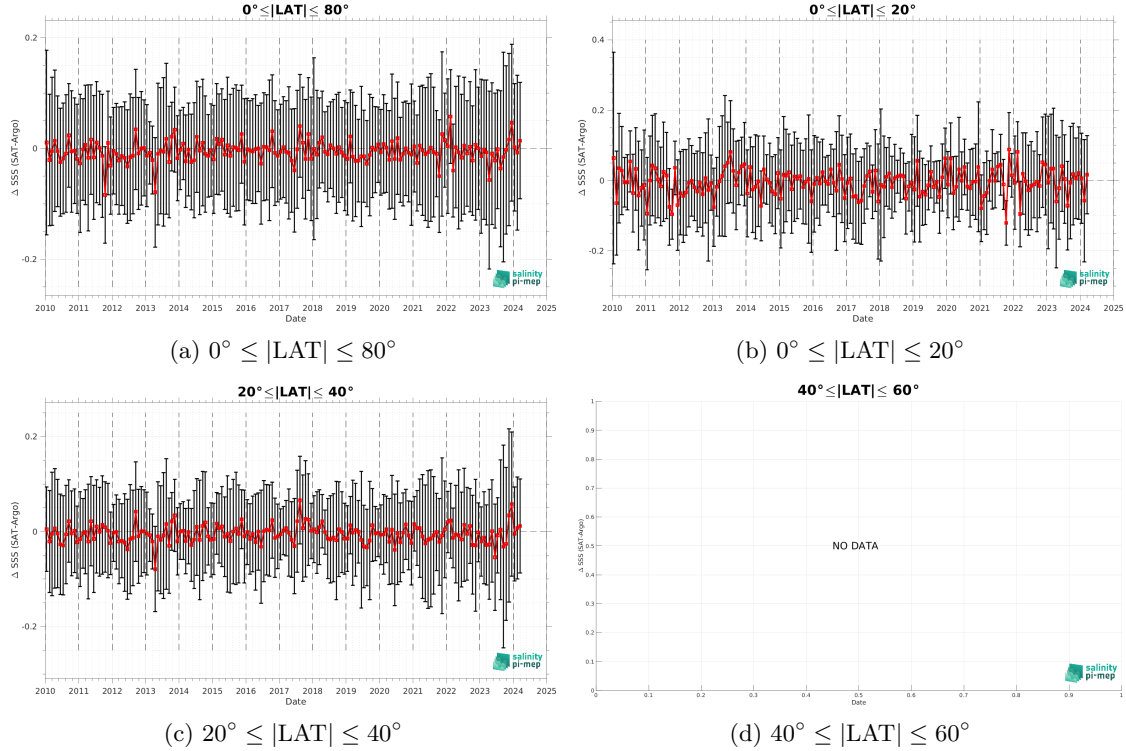 0°≤|LAT|≤ 80°
Δ SSS (SAT-Argo)
0.2
0
-0.2
2010 2011 2012 2013 2014 2015 2016 2017 2018 2019 2020 2021 2022 2023 2024 2025
Date
salinity
pi-mep
(a) 0° ≤ |LAT| ≤ 80°
0°≤|LAT|≤ 20°
Δ SSS (SAT-Argo)
0.4
0.2
0
-0.2
2010 2011 2012 2013 2014 2015 2016 2017 2018 2019 2020 2021 2022 2023 2024 2025
Date
salinity
pi-mep
(b) 0° ≤ |LAT| ≤ 20°
20°≤|LAT|≤ 40°
Δ SSS (SAT-Argo)
0.2
0
-0.2
2010 2011 2012 2013 2014 2015 2016 2017 2018 2019 2020 2021 2022 2023 2024 2025
Date
salinity
pi-mep
(c) 20° ≤ |LAT| ≤ 40°
40°≤|LAT|≤ 60°
Δ SSS (SAT-Argo)
1
0.9
0.8
0.7
0.6
0.5
0.4
0.3
0.2
0.1
0
NO DATA
0 0.1 0.2 0.3 0.4 0.5 0.6 0.7 0.8 0.9 1
Date
salinity
pi-mep
(d) 40° ≤ |LAT| ≤ 60°